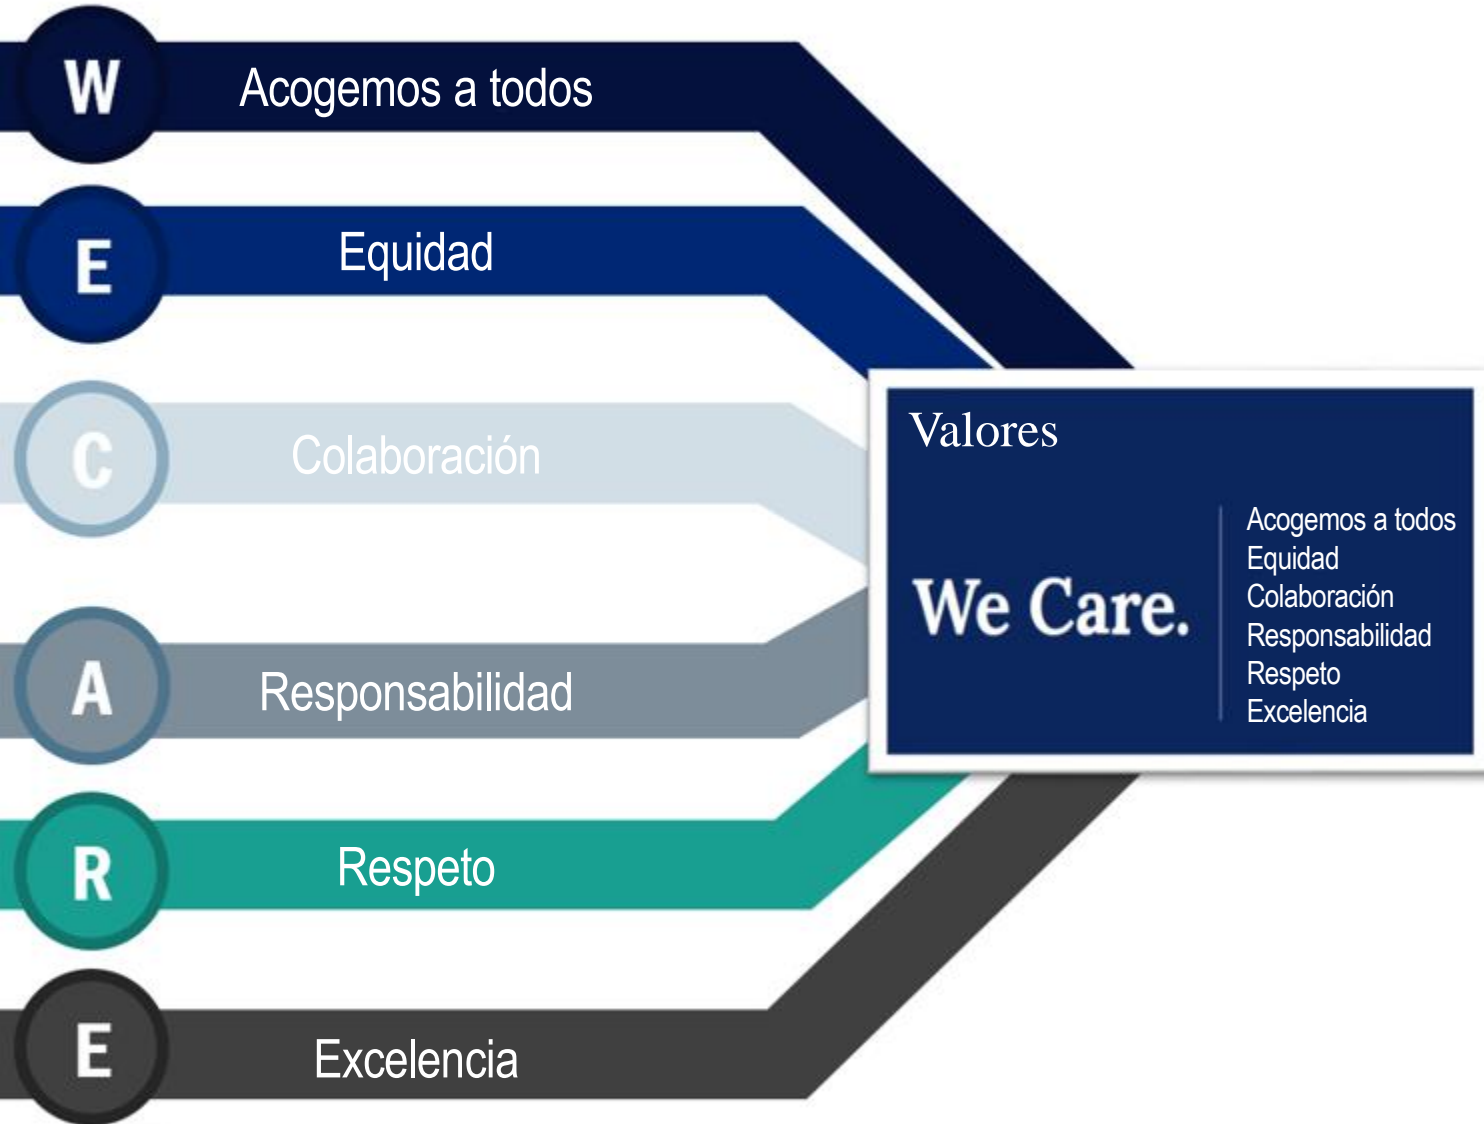 W
Acogemos a todos
E
Equidad
C
Colaboración
A
Responsabilidad
R
Respeto
E
Excelencia
Valores
We Care.
Acogemos a todos
Equidad
Colaboración
Responsabilidad
Respeto
Excelencia